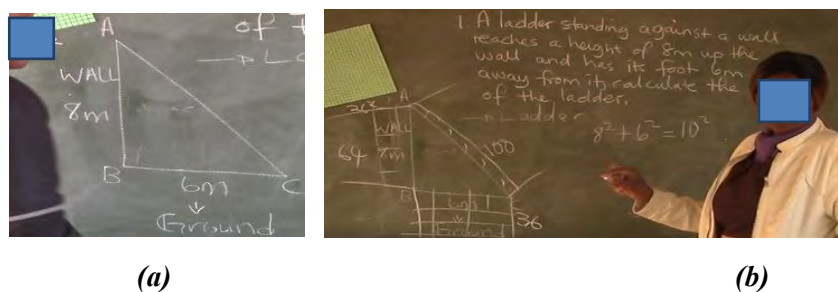 of
→ L
A
WALL
8m
B
6m
C
Ground
(a)
1. A ladder standing against a wall
reaches a height of 8m up the
wall and has its foot 6m
away from it, calculate the
of the ladder.
→ Ladder
8² + 6² = 10²
A
WALL
8m
64
100
B
6m
Ground
36
(b)